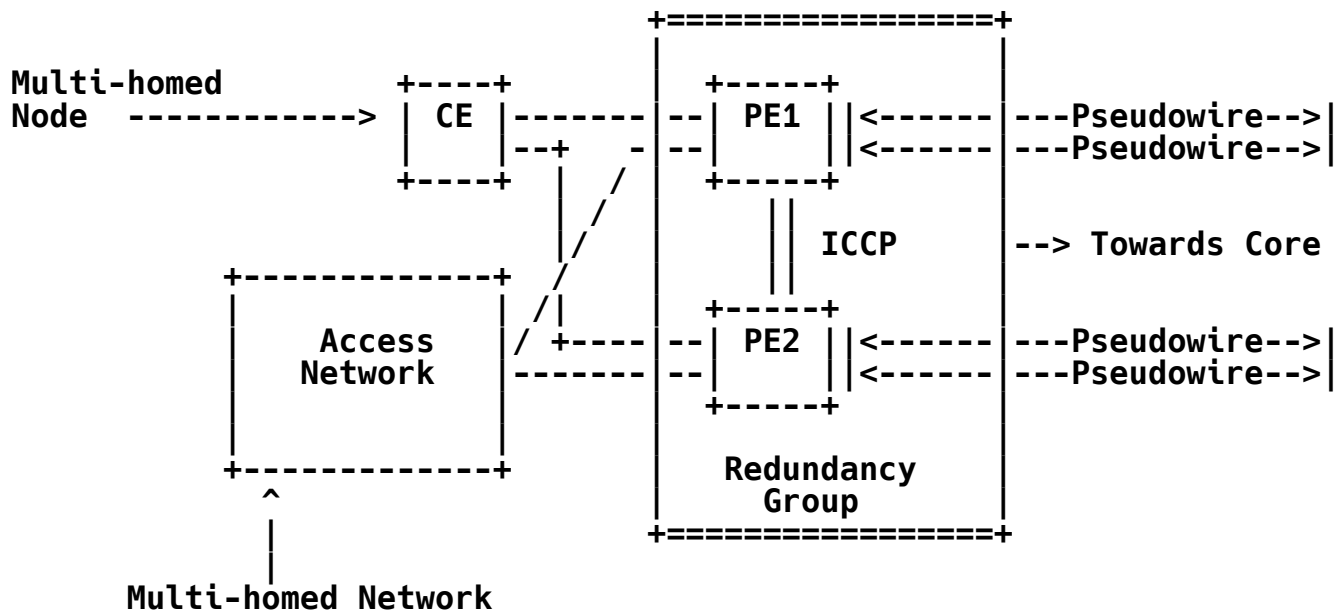 Multi-homed
Node ------------> CE PE1 <------ ---Pseudowire-->
<------ ---Pseudowire-->
ICCP --> Towards Core
Access PE2 <------ ---Pseudowire-->
Network <------ ---Pseudowire-->
Redundancy
Group
Multi-homed Network